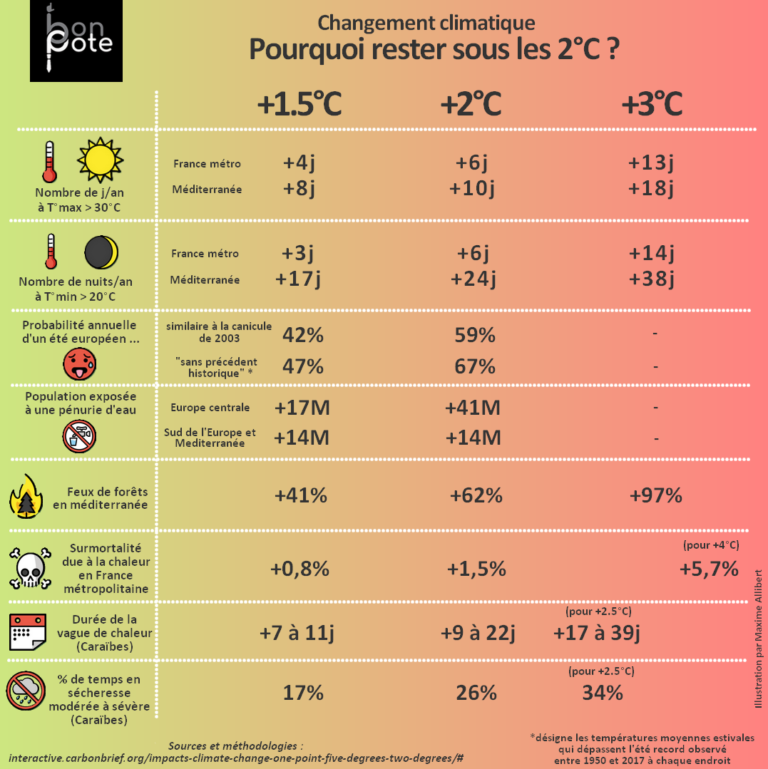 bon
pote
Changement climatique
Pourquoi rester sous les 2°C ?
+1.5°C +2°C +3°C
Nombre de j/an
à T°max > 30°C
France métro +4j +6j +13j
Méditerranée +8j +10j +18j
Nombre de nuits/an
à T°min > 20°C
France métro +3j +6j +14j
Méditerranée +17j +24j +38j
Probabilité annuelle
d'un été européen ...
similaire à la canicule
de 2003
42% 59% -
"sans précédent
historique" *
47% 67% -
Population exposée
à une pénurie d'eau
Europe centrale +17M +41M -
Sud de l'Europe et
Mediterranée
+14M +14M -
Feux de forêts
en méditerranée
+41% +62% +97%
Surmortalité
due à la chaleur
en France
métropolitaine
+0,8% +1,5%
(pour +4°C)
+5,7%
Durée de la
vague de chaleur
(Caraïbes)
+7 à 11j +9 à 22j
(pour +2.5°C)
+17 à 39j
% de temps en
sécheresse
modérée à sévère
(Caraïbes)
17% 26%
(pour +2.5°C)
34%
Illustration par Maxime Allibert
Sources et méthodologies :
interactive.carbonbrief.org/impacts-climate-change-one-point-five-degrees-two-degrees/#
*désigne les températures moyennes estivales
qui dépassent l'été record observé
entre 1950 et 2017 à chaque endroit